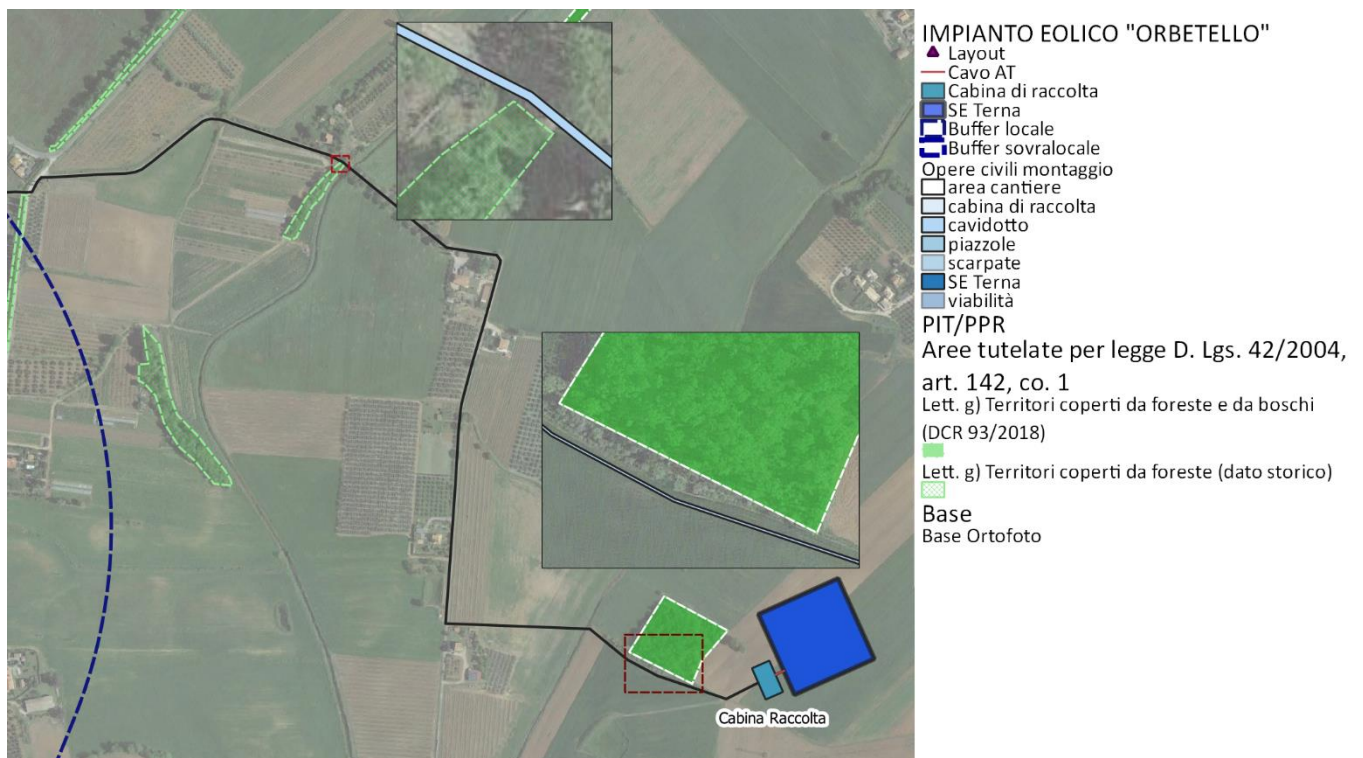 IMPIANTO EOLICO "ORBETELLO"
Layout
Cavo AT
Cabina di raccolta
SE Terna
Buffer locale
Buffer sovralocale
Opere civili montaggio
area cantiere
cabina di raccolta
cavidotto
piazzole
scarpate
SE Terna
viabilità
PIT/PPR
Aree tutelate per legge D. Lgs. 42/2004,
art. 142, co. 1
Lett. g) Territori coperti da foreste e da boschi
(DCR 93/2018)
Lett. g) Territori coperti da foreste (dato storico)
Base
Base Ortofoto
Cabina Raccolta